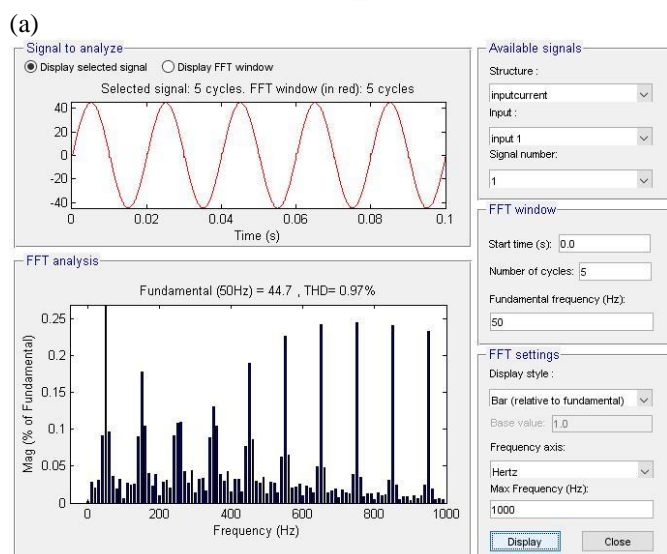 (a)
Signal to analyze
Display selected signal Display FFT window
Selected signal: 5 cycles. FFT window (in red): 5 cycles
40
20
0
-20
-40
0 0.02 0.04 0.06 0.08 0.1
Time (s)
FFT analysis
Fundamental (50Hz) = 44.7 , THD= 0.97%
0.25
0.2
0.15
0.1
0.05
0
Mag (% of Fundamental)
0 200 400 600 800 1000
Frequency (Hz)
Available signals
Structure :
inputcurrent
Input :
input 1
Signal number:
1
FFT window
Start time (s): 0.0
Number of cycles: 5
Fundamental frequency (Hz):
50
FFT settings
Display style :
Bar (relative to fundamental)
Base value: 1.0
Frequency axis:
Hertz
Max Frequency (Hz):
1000
Display Close